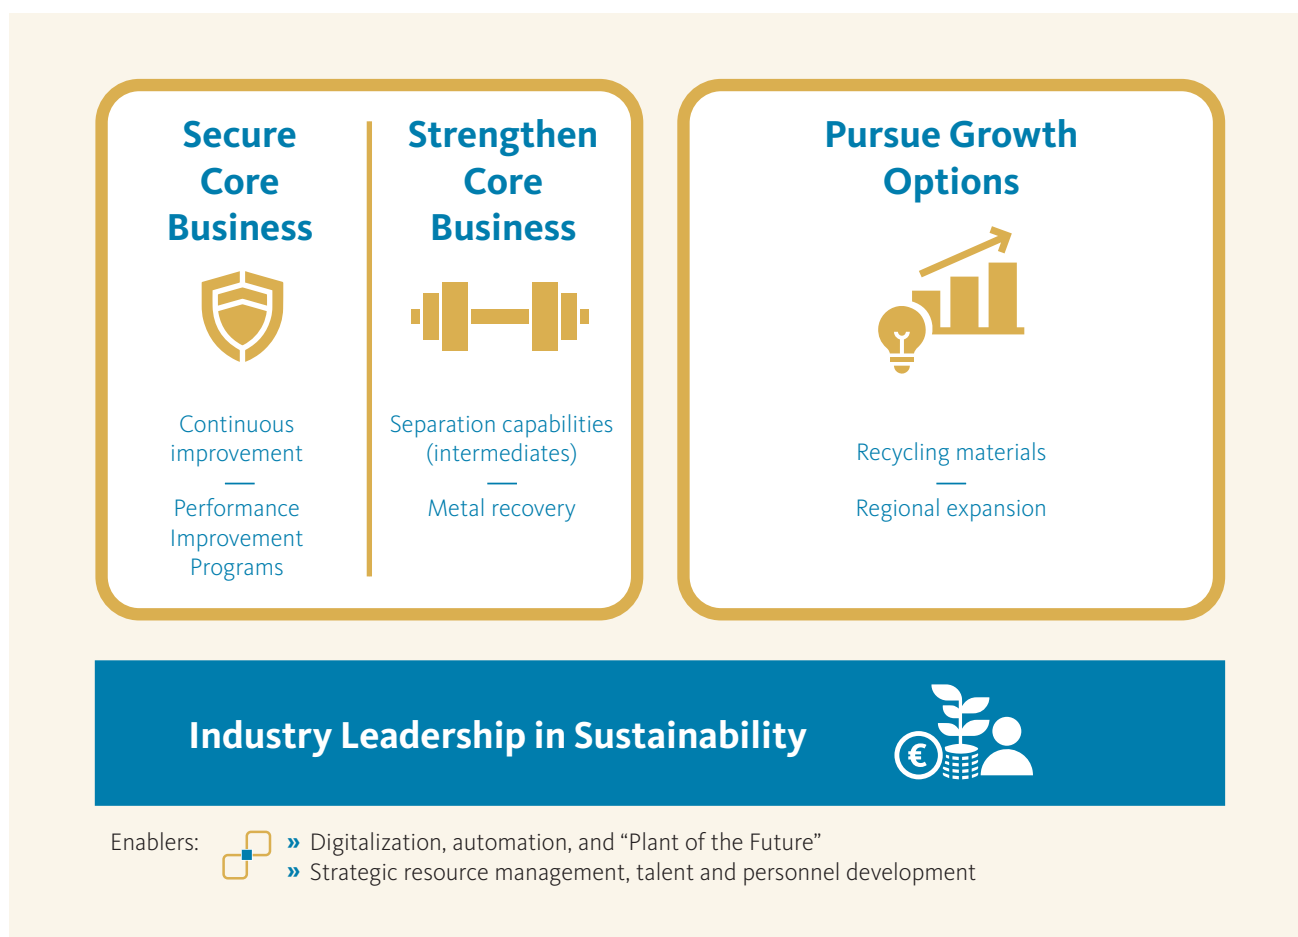 Secure
Core
Business
Continuous
improvement
Performance
Improvement
Programs
Strengthen
Core
Business
Separation capabilities
(intermediates)
Metal recovery
Pursue Growth
Options
Recycling materials
Regional expansion
Industry Leadership in Sustainability
€
Enablers:
» Digitalization, automation, and “Plant of the Future”
» Strategic resource management, talent and personnel development